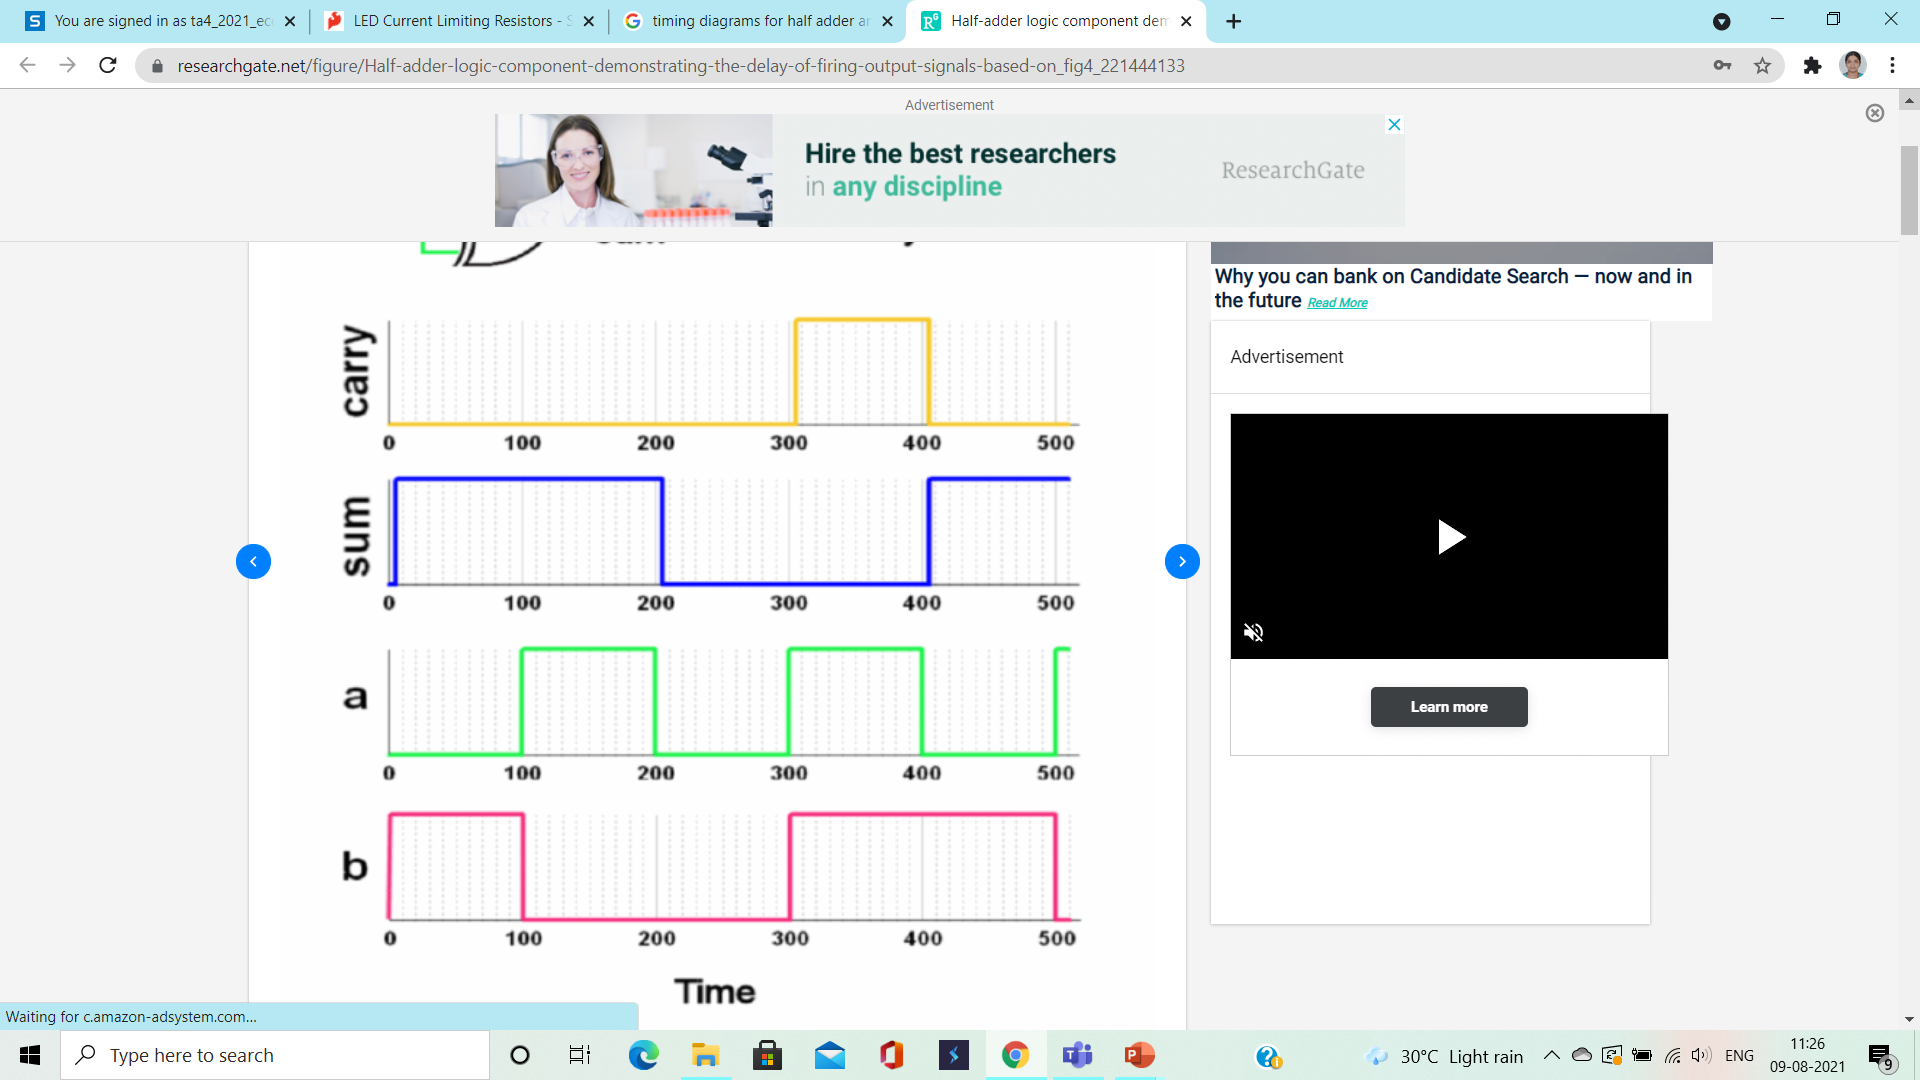 You are signed in as ta4_2021_ec
LED Current Limiting Resistors - S
timing diagrams for half adder ar
Half-adder logic component dem
researchgate.net/figure/Half-adder-logic-component-demonstrating-the-delay-of-firing-output-signals-based-on_fig4_221444133
Advertisement
Hire the best researchers
in any discipline
ResearchGate
Why you can bank on Candidate Search — now and in
the future Read More
Advertisement
Learn more
carry
0 100 200 300 400 500
sum
0 100 200 300 400 500
a
0 100 200 300 400 500
b
0 100 200 300 400 500
Time
Waiting for c.amazon-adsystem.com...
Type here to search
30°C Light rain
ENG
11:26
09-08-2021
9